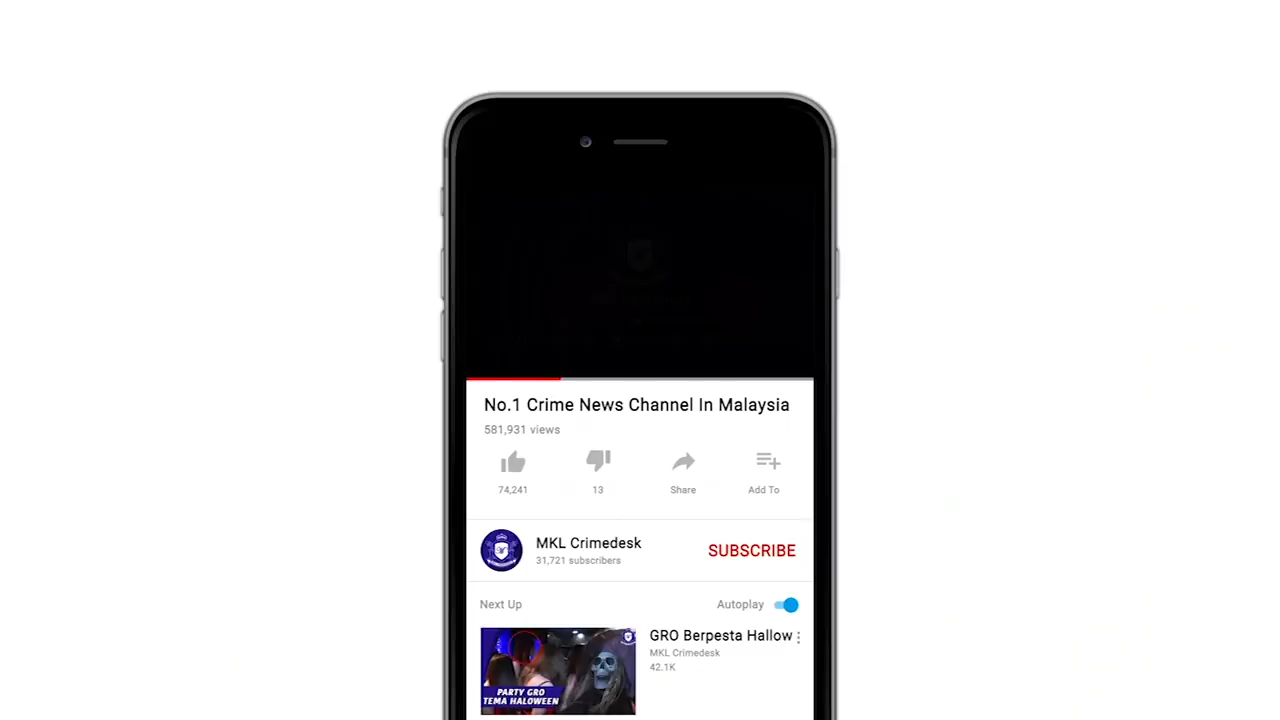 No.1 Crime News Channel In Malaysia
581,931 views
74,241
13
Share
Add To
MKL Crimedesk
31,721 subscribers
SUBSCRIBE
Next Up
Autoplay
GRO Berpesta Hallow
MKL Crimedesk
42.1K
PARTY GRO
TEMA HALOWEEN